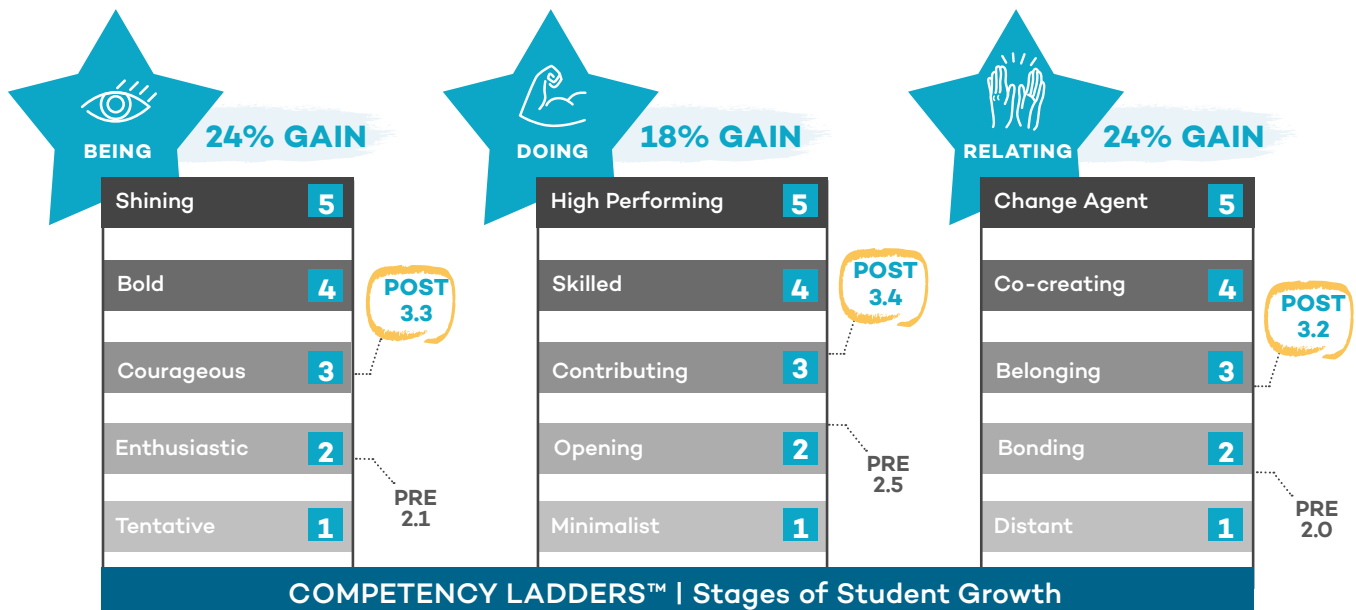 BEING
24% GAIN
Shining 5
Bold 4
Courageous 3
Enthusiastic 2
Tentative 1
POST
3.3
PRE
2.1
DOING
18% GAIN
High Performing 5
Skilled 4
Contributing 3
Opening 2
Minimalist 1
POST
3.4
PRE
2.5
RELATING
24% GAIN
Change Agent 5
Co-creating 4
Belonging 3
Bonding 2
Distant 1
POST
3.2
PRE
2.0
COMPETENCY LADDERS™ | Stages of Student Growth